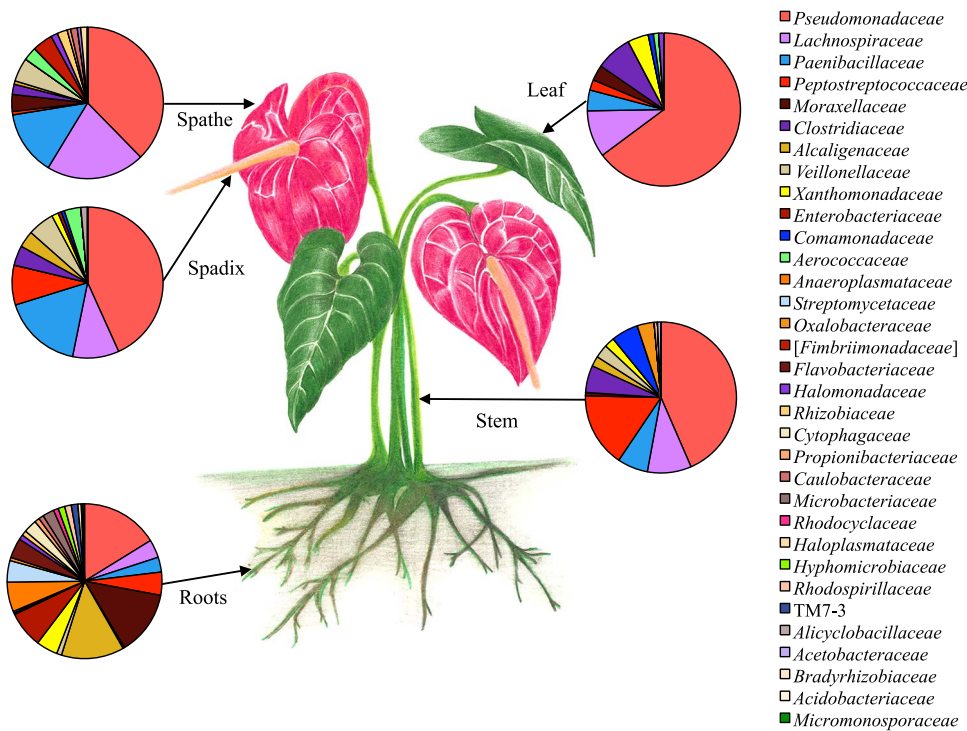 Spathe
Leaf
Spadix
Stem
Roots
Pseudomonadaceae
Lachnospiraceae
Paenibacillaceae
Peptostreptococcaceae
Moraxellaceae
Clostridiaceae
Alcaligenaceae
Veillonellaceae
Xanthomonadaceae
Enterobacteriaceae
Comamonadaceae
Aerococcaceae
Anaeroplasmataceae
Streptomycetaceae
Oxalobacteraceae
[Fimbriimonadaceae]
Flavobacteriaceae
Halomonadaceae
Rhizobiaceae
Cytophagaceae
Propionibacteriaceae
Caulobacteraceae
Microbacteriaceae
Rhodocyclaceae
Haloplasmataceae
Hyphomicrobiaceae
Rhodospirillaceae
TM7-3
Alicyclobacillaceae
Acetobacteraceae
Bradyrhizobiaceae
Acidobacteriaceae
Micromonosporaceae